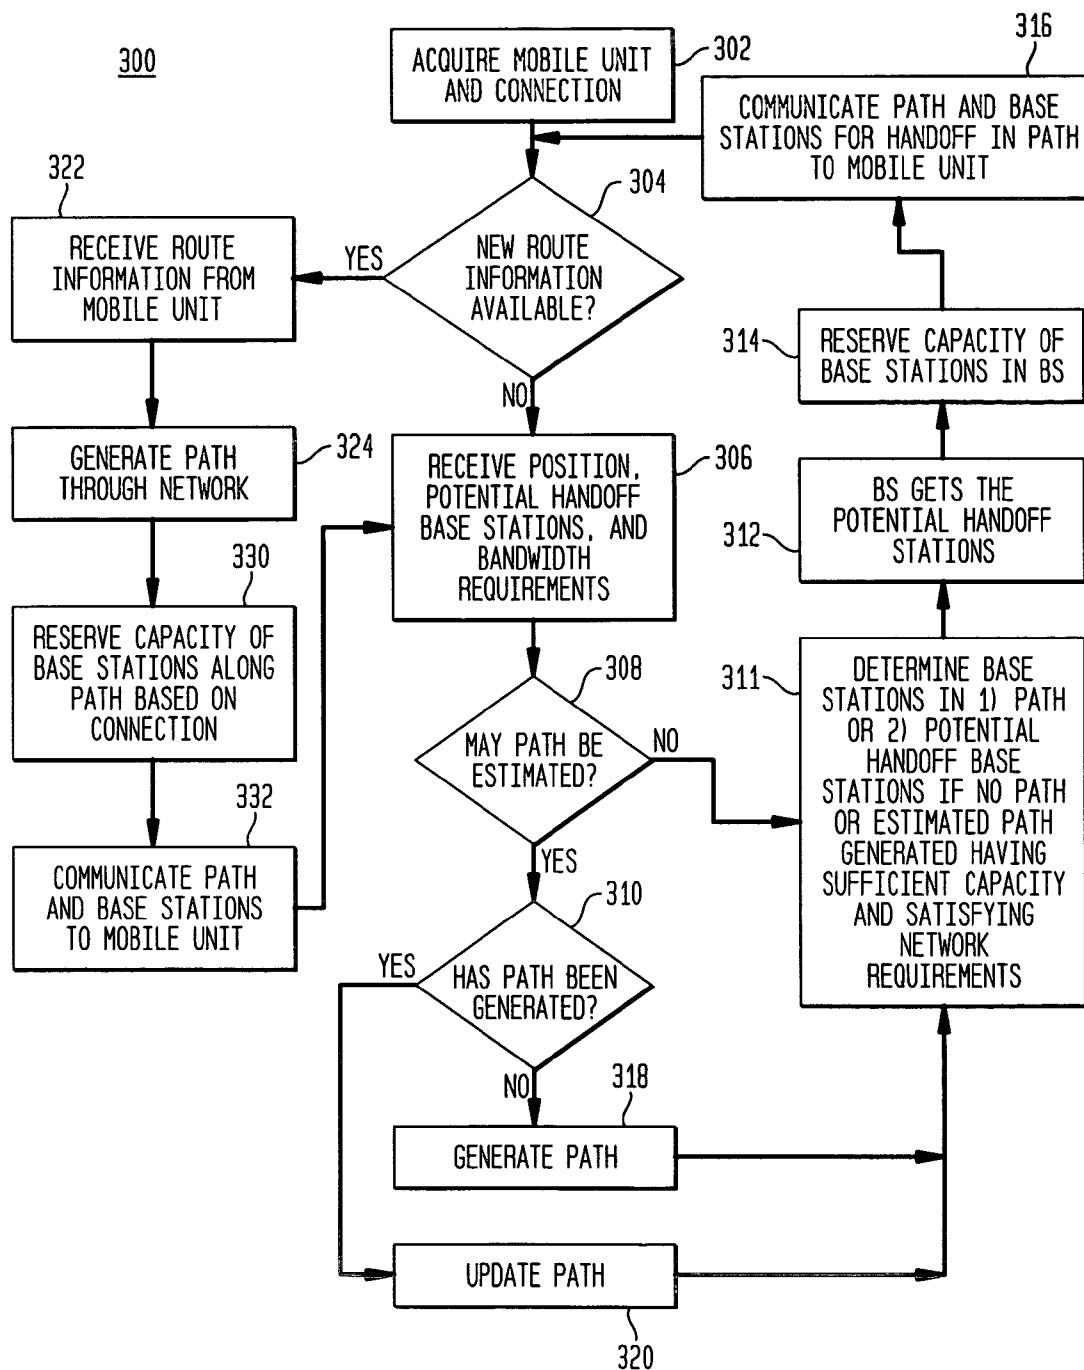 300
ACQUIRE MOBILE UNIT
AND CONNECTION
302
316
COMMUNICATE PATH AND BASE
STATIONS FOR HANDOFF IN PATH
TO MOBILE UNIT
304
NEW ROUTE
INFORMATION
AVAILABLE?
YES
NO
322
RECEIVE ROUTE
INFORMATION FROM
MOBILE UNIT
314
RESERVE CAPACITY OF
BASE STATIONS IN BS
GENERATE PATH
THROUGH NETWORK
324
RECEIVE POSITION,
POTENTIAL HANDOFF
BASE STATIONS, AND
BANDWIDTH
REQUIREMENTS
306
BS GETS THE
POTENTIAL HANDOFF
STATIONS
312
330
RESERVE CAPACITY OF
BASE STATIONS ALONG
PATH BASED ON
CONNECTION
308
MAY PATH BE
ESTIMATED?
NO
YES
311
DETERMINE BASE
STATIONS IN 1) PATH
OR 2) POTENTIAL
HANDOFF BASE
STATIONS IF NO PATH
OR ESTIMATED PATH
GENERATED HAVING
SUFFICIENT CAPACITY
AND SATISFYING
NETWORK
REQUIREMENTS
332
COMMUNICATE PATH
AND BASE STATIONS
TO MOBILE UNIT
310
HAS PATH BEEN
GENERATED?
YES
NO
318
GENERATE PATH
UPDATE PATH
320